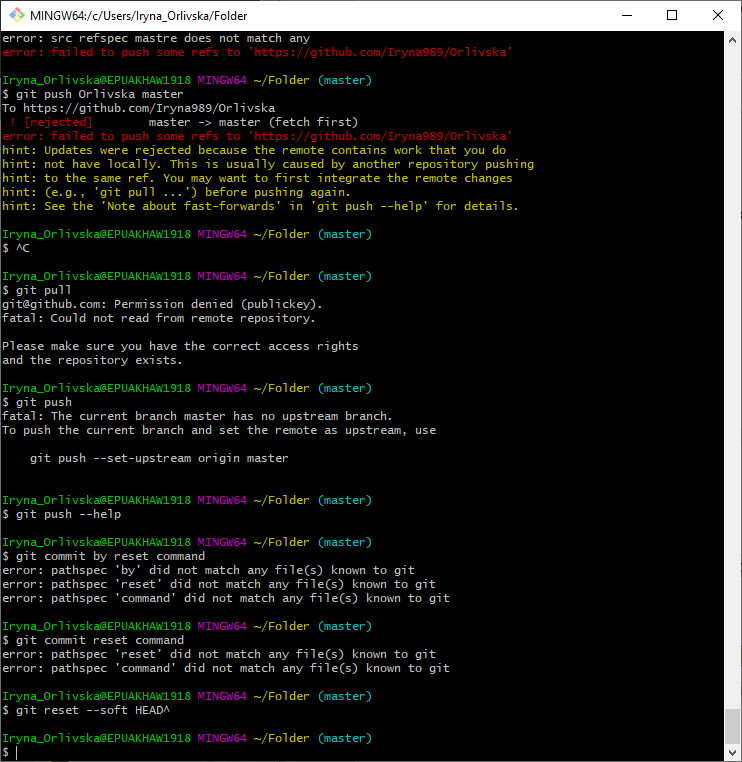 MINGW64:/c/Users/Iryna_Orlivska/Folder
error: src refspec mastre does not match any
error: failed to push some refs to 'https://github.com/Iryna989/Orlivska'
Iryna_Orlivska@EPUAKHAW1918 MINGW64 ~/Folder (master)
$ git push Orlivska master
To https://github.com/Iryna989/Orlivska
! [rejected]        master -> master (fetch first)
error: failed to push some refs to 'https://github.com/Iryna989/Orlivska'
hint: Updates were rejected because the remote contains work that you do
hint: not have locally. This is usually caused by another repository pushing
hint: to the same ref. You may want to first integrate the remote changes
hint: (e.g., 'git pull ...') before pushing again.
hint: See the 'Note about fast-forwards' in 'git push --help' for details.
Iryna_Orlivska@EPUAKHAW1918 MINGW64 ~/Folder (master)
$ ^C
Iryna_Orlivska@EPUAKHAW1918 MINGW64 ~/Folder (master)
$ git pull
git@github.com: Permission denied (publickey).
fatal: Could not read from remote repository.
Please make sure you have the correct access rights
and the repository exists.
Iryna_Orlivska@EPUAKHAW1918 MINGW64 ~/Folder (master)
$ git push
fatal: The current branch master has no upstream branch.
To push the current branch and set the remote as upstream, use
git push --set-upstream origin master
Iryna_Orlivska@EPUAKHAW1918 MINGW64 ~/Folder (master)
$ git push --help
Iryna_Orlivska@EPUAKHAW1918 MINGW64 ~/Folder (master)
$ git commit by reset command
error: pathspec 'by' did not match any file(s) known to git
error: pathspec 'reset' did not match any file(s) known to git
error: pathspec 'command' did not match any file(s) known to git
Iryna_Orlivska@EPUAKHAW1918 MINGW64 ~/Folder (master)
$ git commit reset command
error: pathspec 'reset' did not match any file(s) known to git
error: pathspec 'command' did not match any file(s) known to git
Iryna_Orlivska@EPUAKHAW1918 MINGW64 ~/Folder (master)
$ git reset --soft HEAD^
Iryna_Orlivska@EPUAKHAW1918 MINGW64 ~/Folder (master)
$